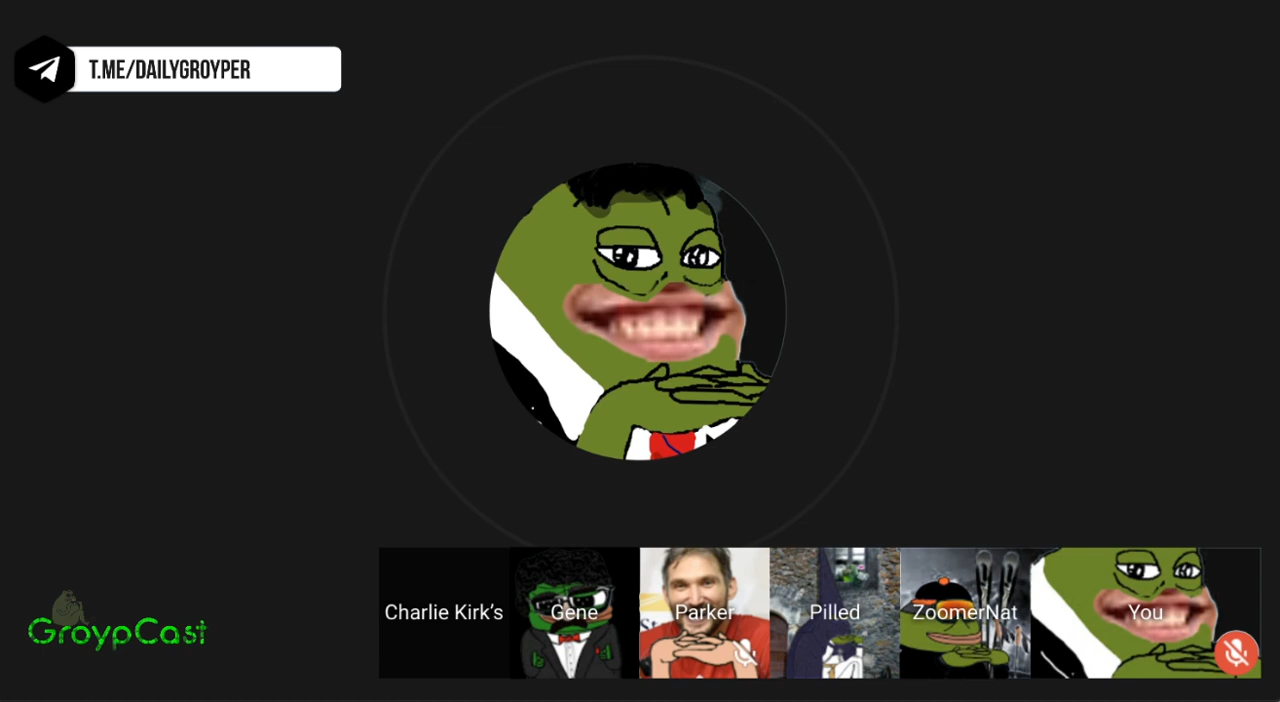 T.ME/DAILYGROYPER
GroypCast
Charlie Kirk's
Gene
Parker
Pilled
ZoomerNat
You